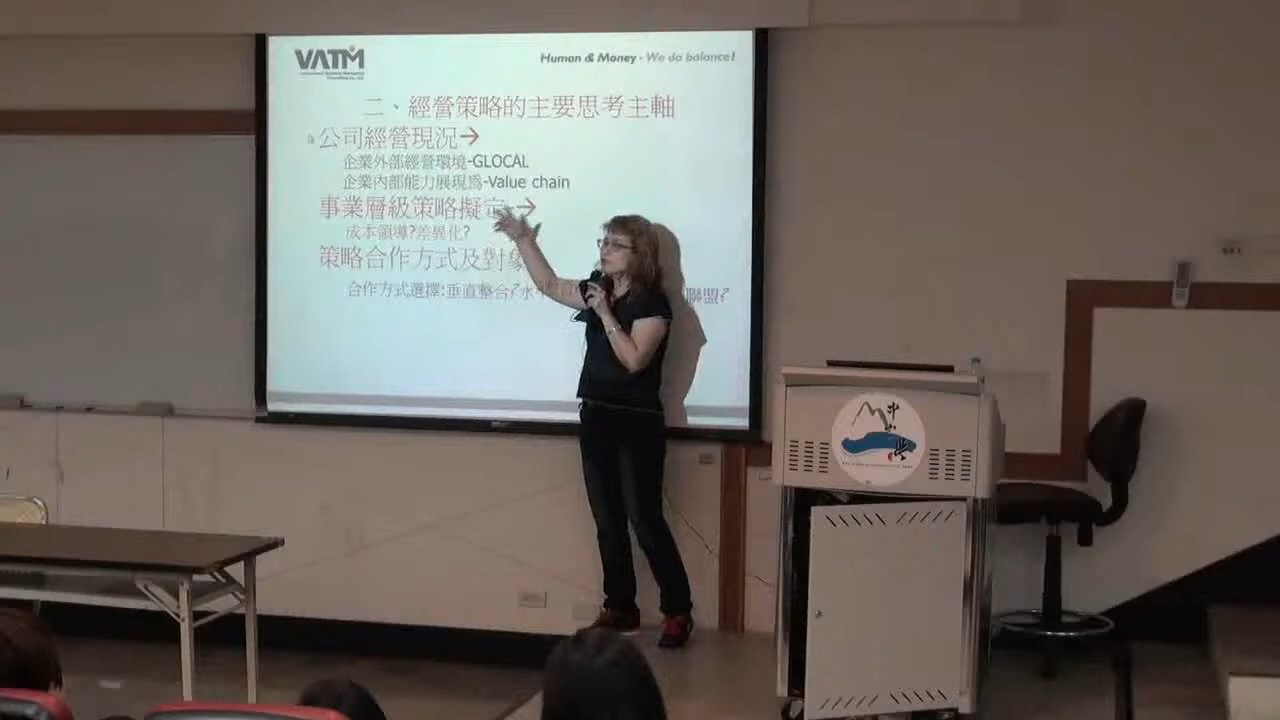 VATM
Human & Money - We do balance!
二、經營策略的主要思考主軸
公司經營現況→
企業外部經營環境-GLOCAL
企業內部能力展現為-Value chain
事業層級策略擬定→
成本領導?差異化?
策略合作方式及對象
合作方式選擇:垂直整合?水平 聯盟?